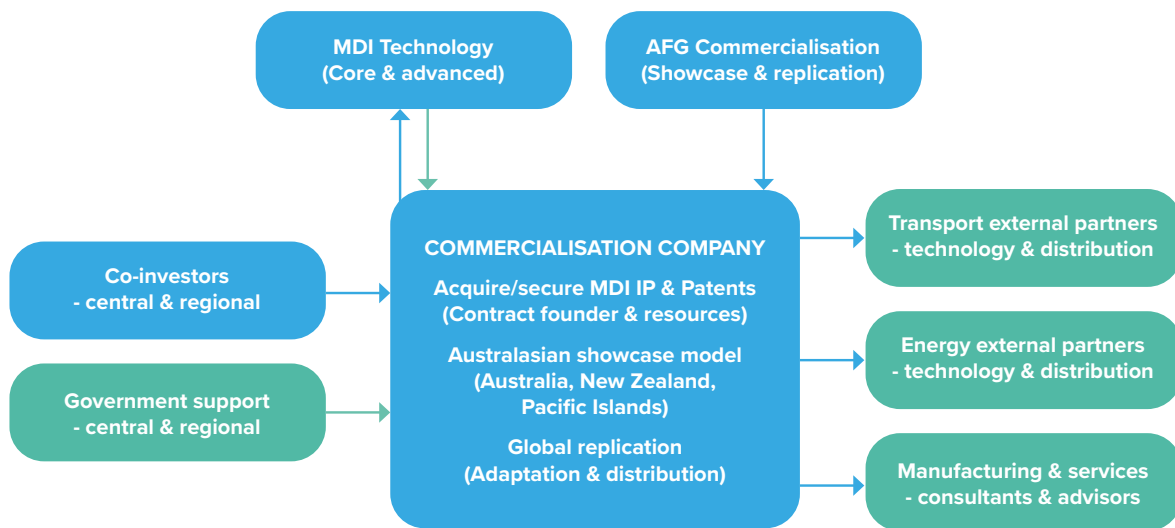 MDI Technology
(Core & advanced)
AFG Commercialisation
(Showcase & replication)
Co-investors
- central & regional
Government support
- central & regional
COMMERCIALISATION COMPANY
Acquire/secure MDI IP & Patents
(Contract founder & resources)
Australasian showcase model
(Australia, New Zealand,
Pacific Islands)
Global replication
(Adaptation & distribution)
Transport external partners
- technology & distribution
Energy external partners
- technology & distribution
Manufacturing & services
- consultants & advisors